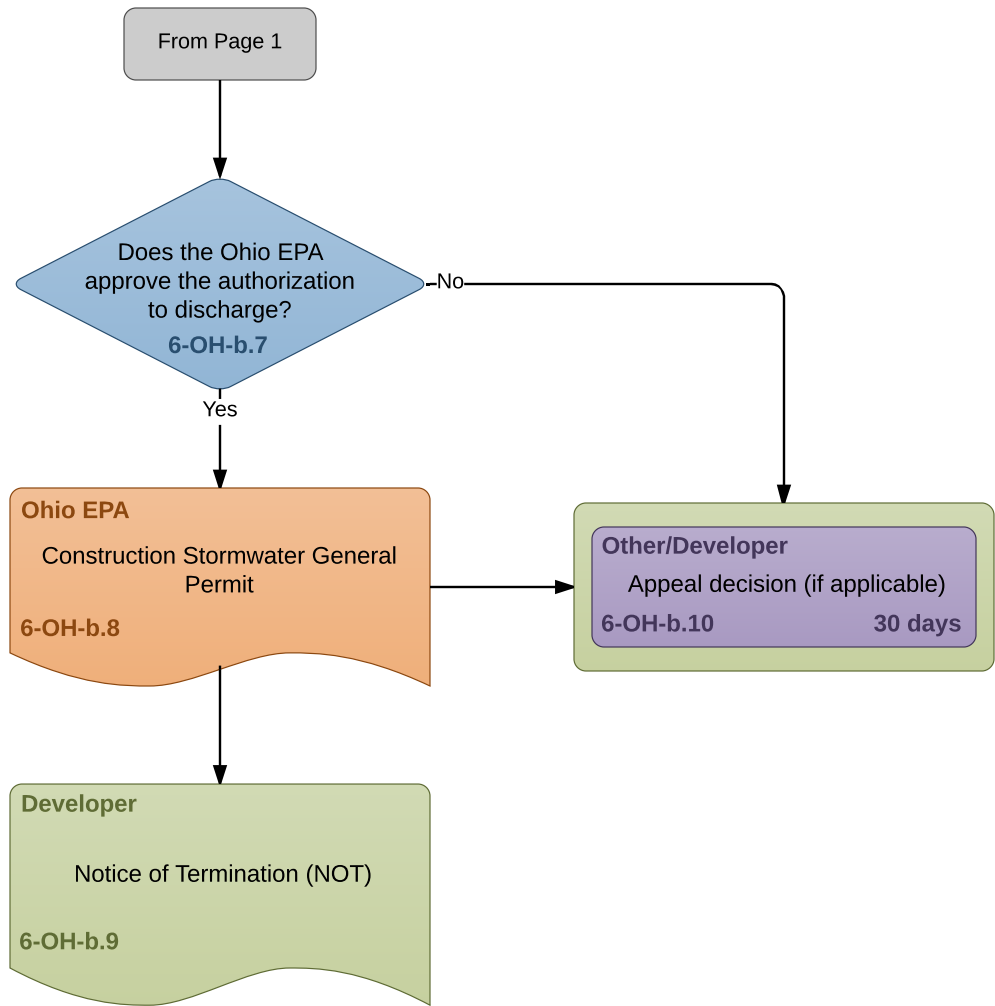 From Page 1
Does the Ohio EPA
approve the authorization
to discharge?
6-OH-b.7
No
Yes
Ohio EPA
Construction Stormwater General
Permit
6-OH-b.8
Other/Developer
Appeal decision (if applicable)
6-OH-b.10 30 days
Developer
Notice of Termination (NOT)
6-OH-b.9